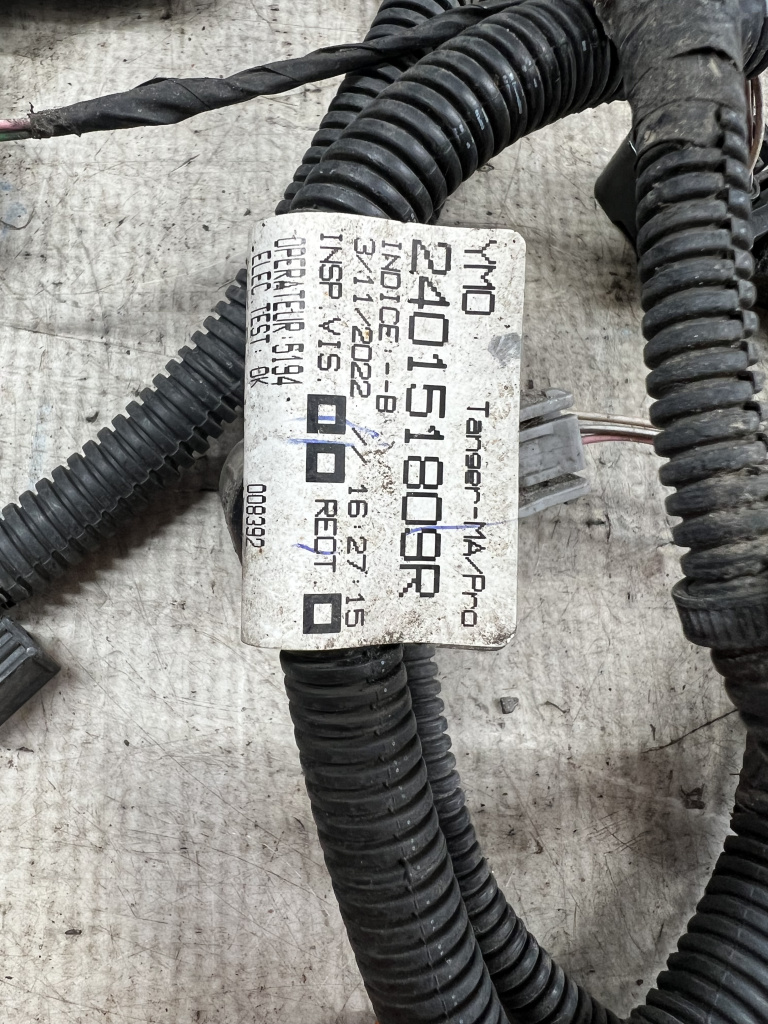 YMO Tanger-MA/Pro
240151809R
INDICE:--B
3/11/2022 // 16:27:15
INSP VIS. REOT.
OPERATEUR:5194
ELEC TEST: OK 008392